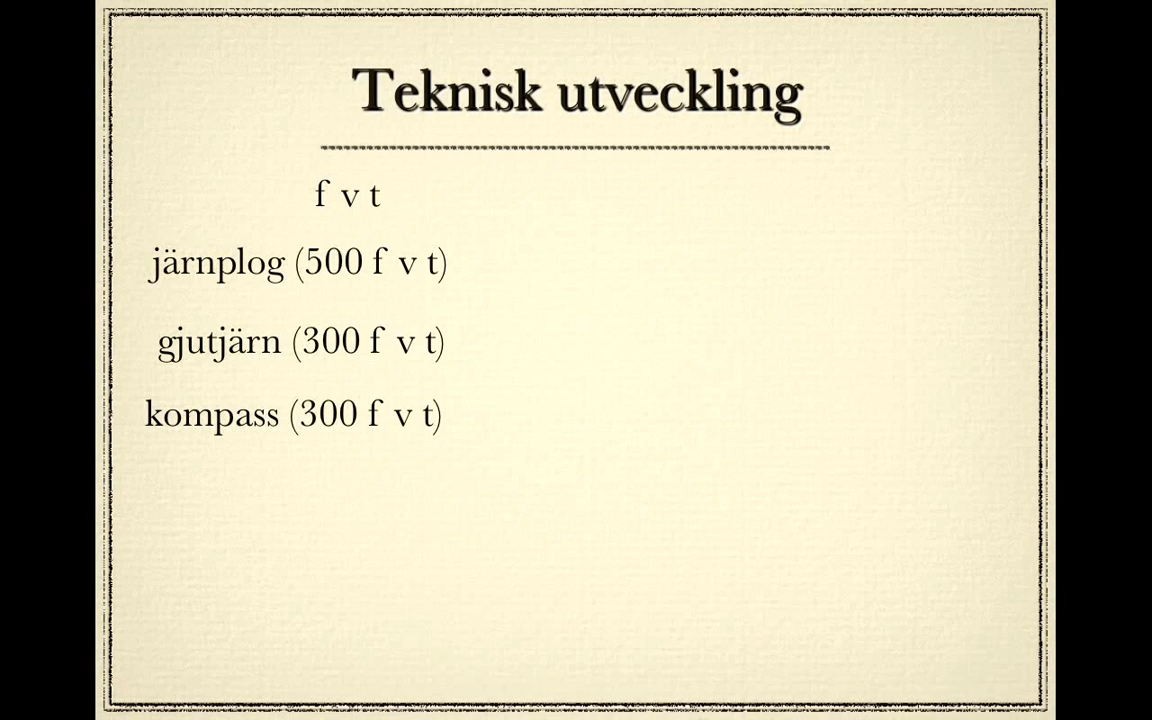 Teknisk utveckling
f v t
järnplog (500 f v t)
gjutjärn (300 f v t)
kompass (300 f v t)